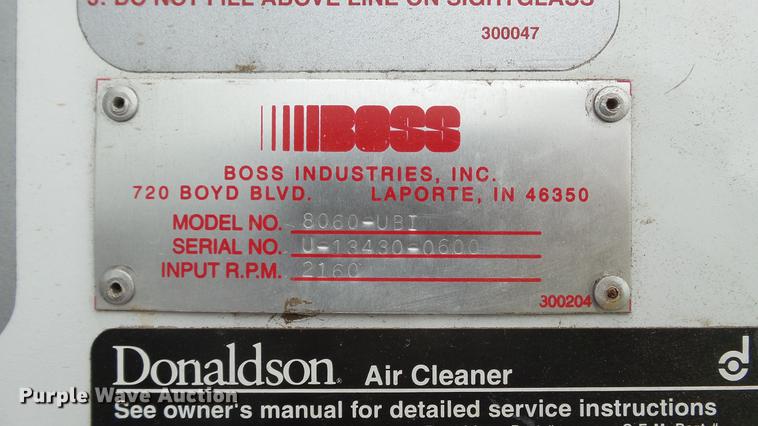 3. DO NOT FILL ABOVE LINE ON SIGHTGLASS
300047
BOSS
BOSS INDUSTRIES, INC.
720 BOYD BLVD. LAPORTE, IN 46350
MODEL NO. 8060-UBI
SERIAL NO. U-13430-0600
INPUT R.P.M. 2160
300204
Donaldson. Air Cleaner
See owner's manual for detailed service instructions
Purple Wave Auction